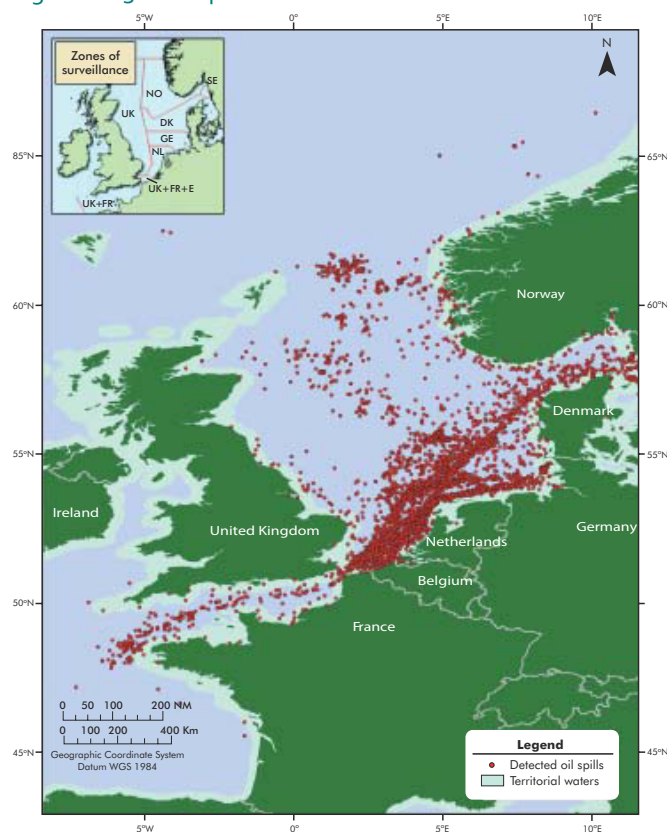 5°W 0° 5°E 10°E
Zones of
surveillance
N
SE
NO
UK
DK
GE
NL
UK+FR+E
UK+FR
85°N 65°N
60°N 60°N
Norway
Denmark
55°N 55°N
Ireland
United Kingdom
Netherlands
Germany
Belgium
50°N 50°N
France
0 50 100 200 NM
0 100 200 400 Km
Geographic Coordinate System
Datum WGS 1984
45°N 45°N
Legend
Detected oil spills
Territorial waters
5°W 0° 5°E 10°E